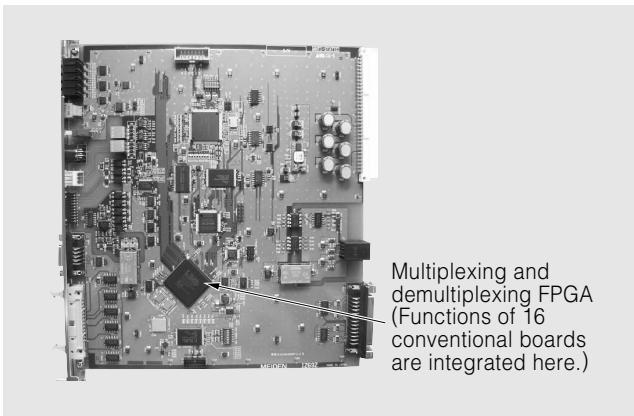 Multiplexing and
demultiplexing FPGA
(Functions of 16
conventional boards
are integrated here.)
MEIDEN